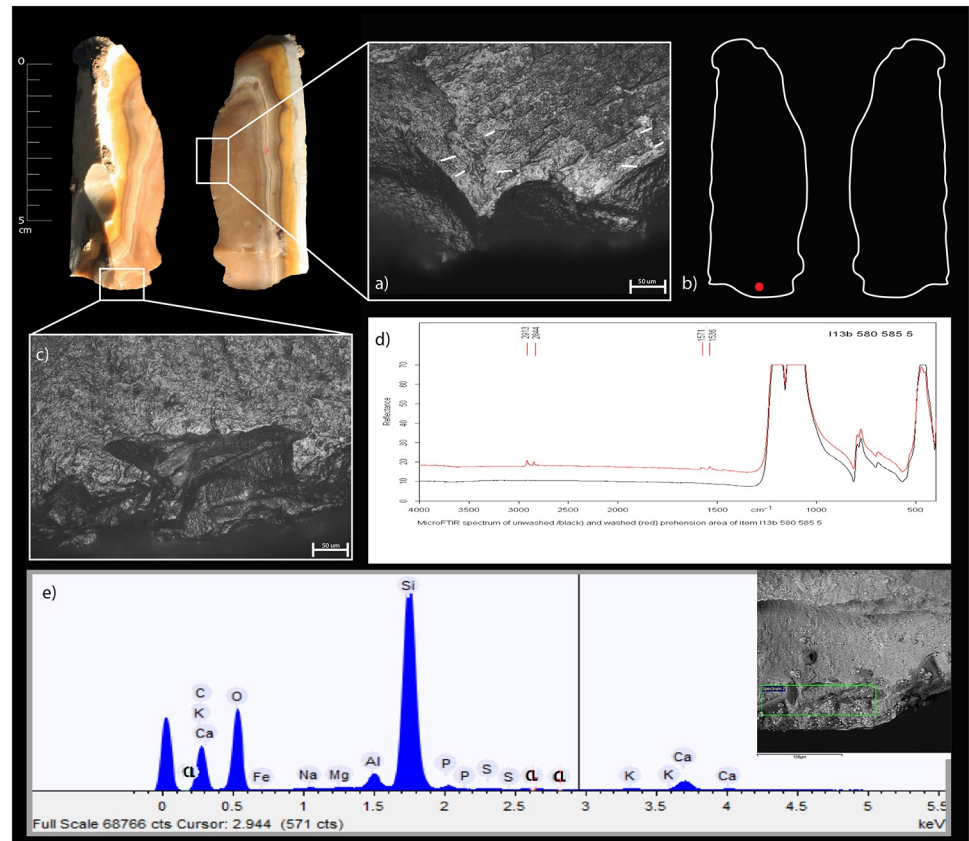 0
5
cm
a)
50 um
b)
c)
50 um
d)
2913
2844
1571
1536
I13b 580 585 5
Reflectance
70
60
50
40
30
20
10
0
4000 3500 3000 2500 2000 1500 cm-1 1000 500
MicroFTIR spectrum of unwashed /black) and washed (red) prehension area of item I13b 580 585 5
e)
Si
C
K
Ca
O
CL
Fe
Na
Mg
Al
P
P
S
S
CL
CL
K
K
Ca
Ca
Spectrum 2
100µm
0 0.5 1 1.5 2 2.5 3 3.5 4 4.5 5 5.5
Full Scale 68766 cts Cursor: 2.944 (571 cts)
keV